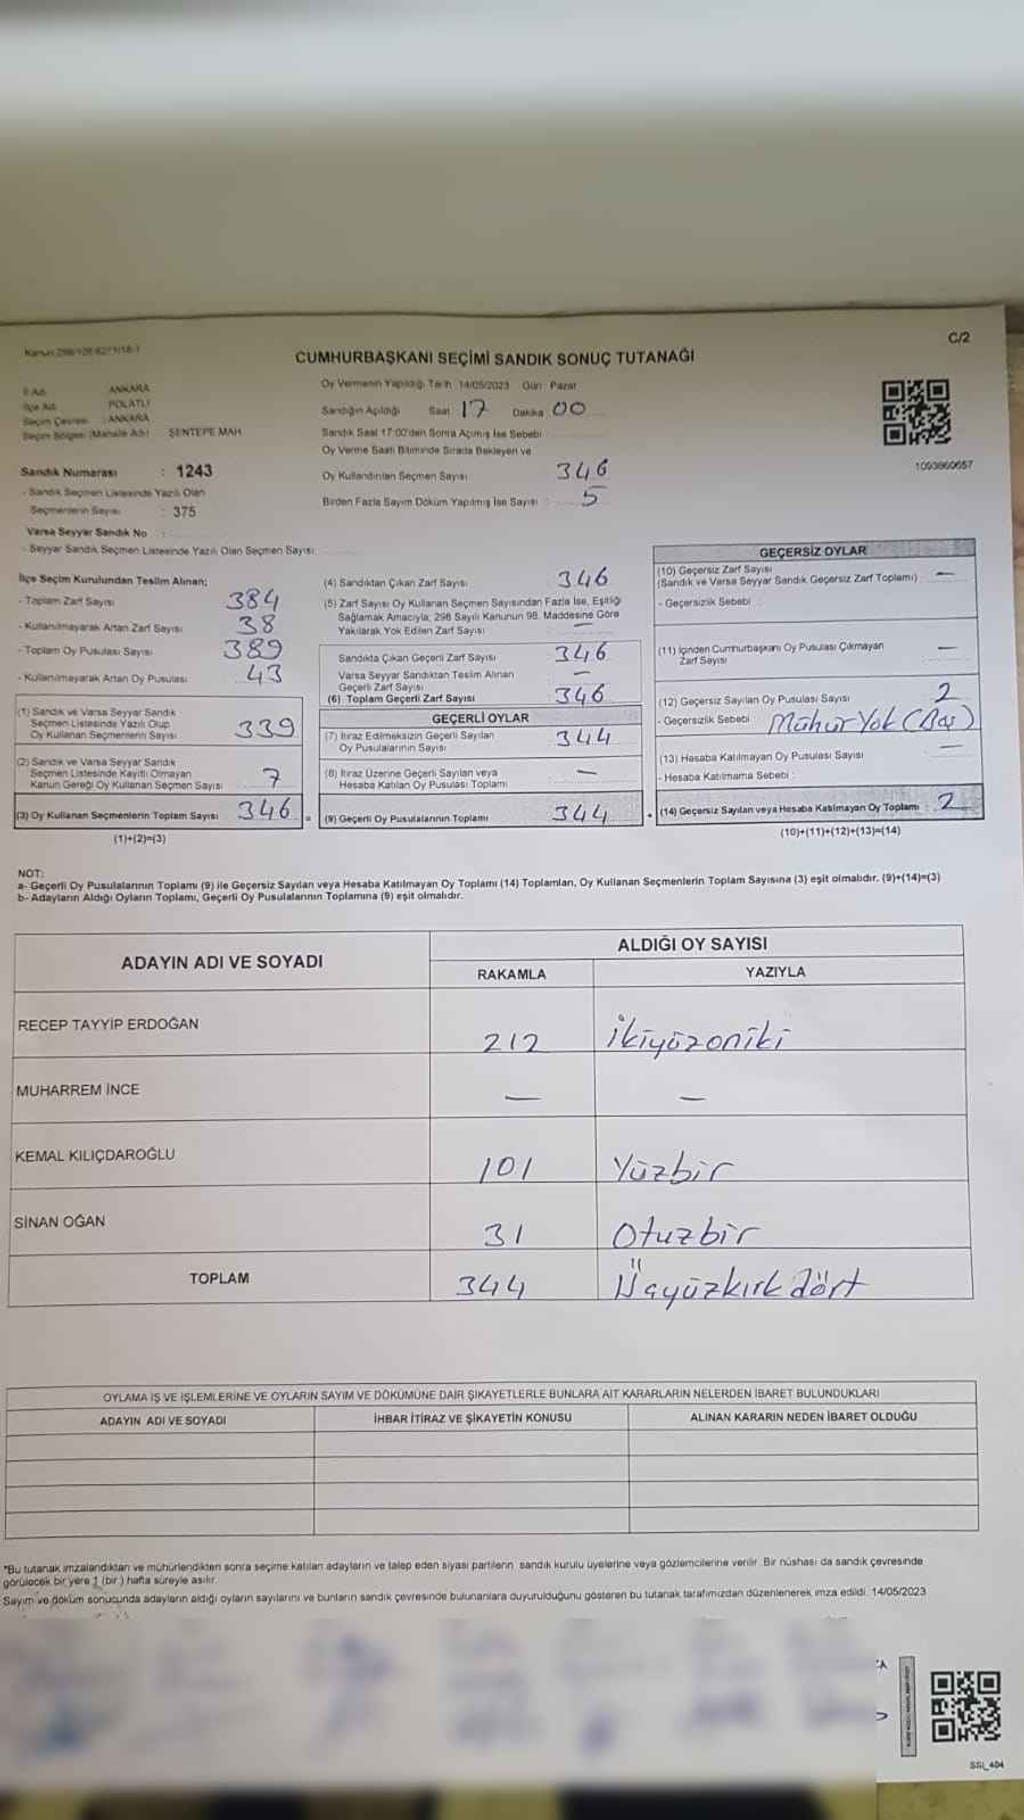 C/2
CUMHURBAŞKANI SEÇİMİ SANDIK SONUÇ TUTANAĞI
İl Adı : ANKARA
İlçe Adı : POLATLI
Seçim Çevresi : ANKARA
Seçim Bölgesi (Mahalle Adı) : ŞENTEPE MAH
Sandık Numarası : 1243
- Sandık Seçmen Listesinde Yazılı Olan
Seçmenlerin Sayısı : 375
Varsa Seyyar Sandık No :
- Seyyar Sandık Seçmen Listesinde Yazılı Olan Seçmen Sayısı:
Oy Vermenin Yapıldığı Tarih 14/05/2023 Gün : Pazar
Sandığın Açıldığı Saat 17 Dakika 00
Sandık Saat 17:00'den Sonra Açılmış İse Sebebi
Oy Verme Saati Bitiminde Sırada Bekleyen ve
Oy Kullandırılan Seçmen Sayısı 346
Birden Fazla Sayım Döküm Yapılmış İse Sayısı : 5
1093860657
İlçe Seçim Kurulundan Teslim Alınan;
- Toplam Zarf Sayısı 384
- Kullanılmayarak Artan Zarf Sayısı 38
- Toplam Oy Pusulası Sayısı 389
- Kullanılmayarak Artan Oy Pusulası 43
(1) Sandık ve Varsa Seyyar Sandık
Seçmen Listesinde Yazılı Olup
Oy Kullanan Seçmenlerin Sayısı 339
(2) Sandık ve Varsa Seyyar Sandık
Seçmen Listesinde Kayıtlı Olmayan
Kanun Gereği Oy Kullanan Seçmen Sayısı 7
(3) Oy Kullanan Seçmenlerin Toplam Sayısı 346 =
(1)+(2)=(3)
(4) Sandıktan Çıkan Zarf Sayısı 346
(5) Zarf Sayısı Oy Kullanan Seçmen Sayısından Fazla İse, Eşitliği
Sağlamak Amacıyla; 298 Sayılı Kanunun 98. Maddesine Göre
Yakılarak Yok Edilen Zarf Sayısı —
Sandıkta Çıkan Geçerli Zarf Sayısı 346
Varsa Seyyar Sandıktan Teslim Alınan
Geçerli Zarf Sayısı —
(6) Toplam Geçerli Zarf Sayısı 346
GEÇERLİ OYLAR
(7) İtiraz Edilmeksizin Geçerli Sayılan
Oy Pusulalarının Sayısı 344
(8) İtiraz Üzerine Geçerli Sayılan veya
Hesaba Katılan Oy Pusulası Toplamı —
(9) Geçerli Oy Pusulalarının Toplamı 344 +
GEÇERSİZ OYLAR
(10) Geçersiz Zarf Sayısı
(Sandık ve Varsa Seyyar Sandık Geçersiz Zarf Toplamı) —
- Geçersizlik Sebebi :
(11) İçinden Cumhurbaşkanı Oy Pusulası Çıkmayan
Zarf Sayısı —
(12) Geçersiz Sayılan Oy Pusulası Sayısı 2
- Geçersizlik Sebebi Mühür Yok (Boş)
(13) Hesaba Katılmayan Oy Pusulası Sayısı —
- Hesaba Katılmama Sebebi :
(14) Geçersiz Sayılan veya Hesaba Katılmayan Oy Toplamı 2
(10)+(11)+(12)+(13)=(14)
NOT:
a- Geçerli Oy Pusulalarının Toplamı (9) ile Geçersiz Sayılan veya Hesaba Katılmayan Oy Toplamı (14) Toplamları, Oy Kullanan Seçmenlerin Toplam Sayısına (3) eşit olmalıdır. (9)+(14)=(3)
b- Adayların Aldığı Oyların Toplamı, Geçerli Oy Pusulalarının Toplamına (9) eşit olmalıdır.
ADAYIN ADI VE SOYADI
ALDIĞI OY SAYISI
RAKAMLA YAZIYLA
RECEP TAYYİP ERDOĞAN 212 İkiyüzoniki
MUHARREM İNCE — —
KEMAL KILIÇDAROĞLU 101 Yüzbir
SİNAN OĞAN 31 Otuzbir
TOPLAM 344 Üçyüzkırkdört
OYLAMA İŞ VE İŞLEMLERİNE VE OYLARIN SAYIM VE DÖKÜMÜNE DAİR ŞİKAYETLERLE BUNLARA AİT KARARLARIN NELERDEN İBARET BULUNDUKLARI
ADAYIN ADI VE SOYADI İHBAR İTİRAZ VE ŞİKAYETİN KONUSU ALINAN KARARIN NEDEN İBARET OLDUĞU
*Bu tutanak imzalandıktan ve mühürlendikten sonra seçime katılan adayların ve talep eden siyasi partilerin sandık kurulu üyelerine veya gözlemcilerine verilir. Bir nüshası da sandık çevresinde
görülecek bir yere 1 (bir ) hafta süreyle asılır.
Sayım ve döküm sonucunda adayların aldığı oyların sayılarını ve bunların sandık çevresinde bulunanlara duyurulduğunu gösteren bu tutanak tarafımızdan düzenlenerek imza edildi. 14/05/2023